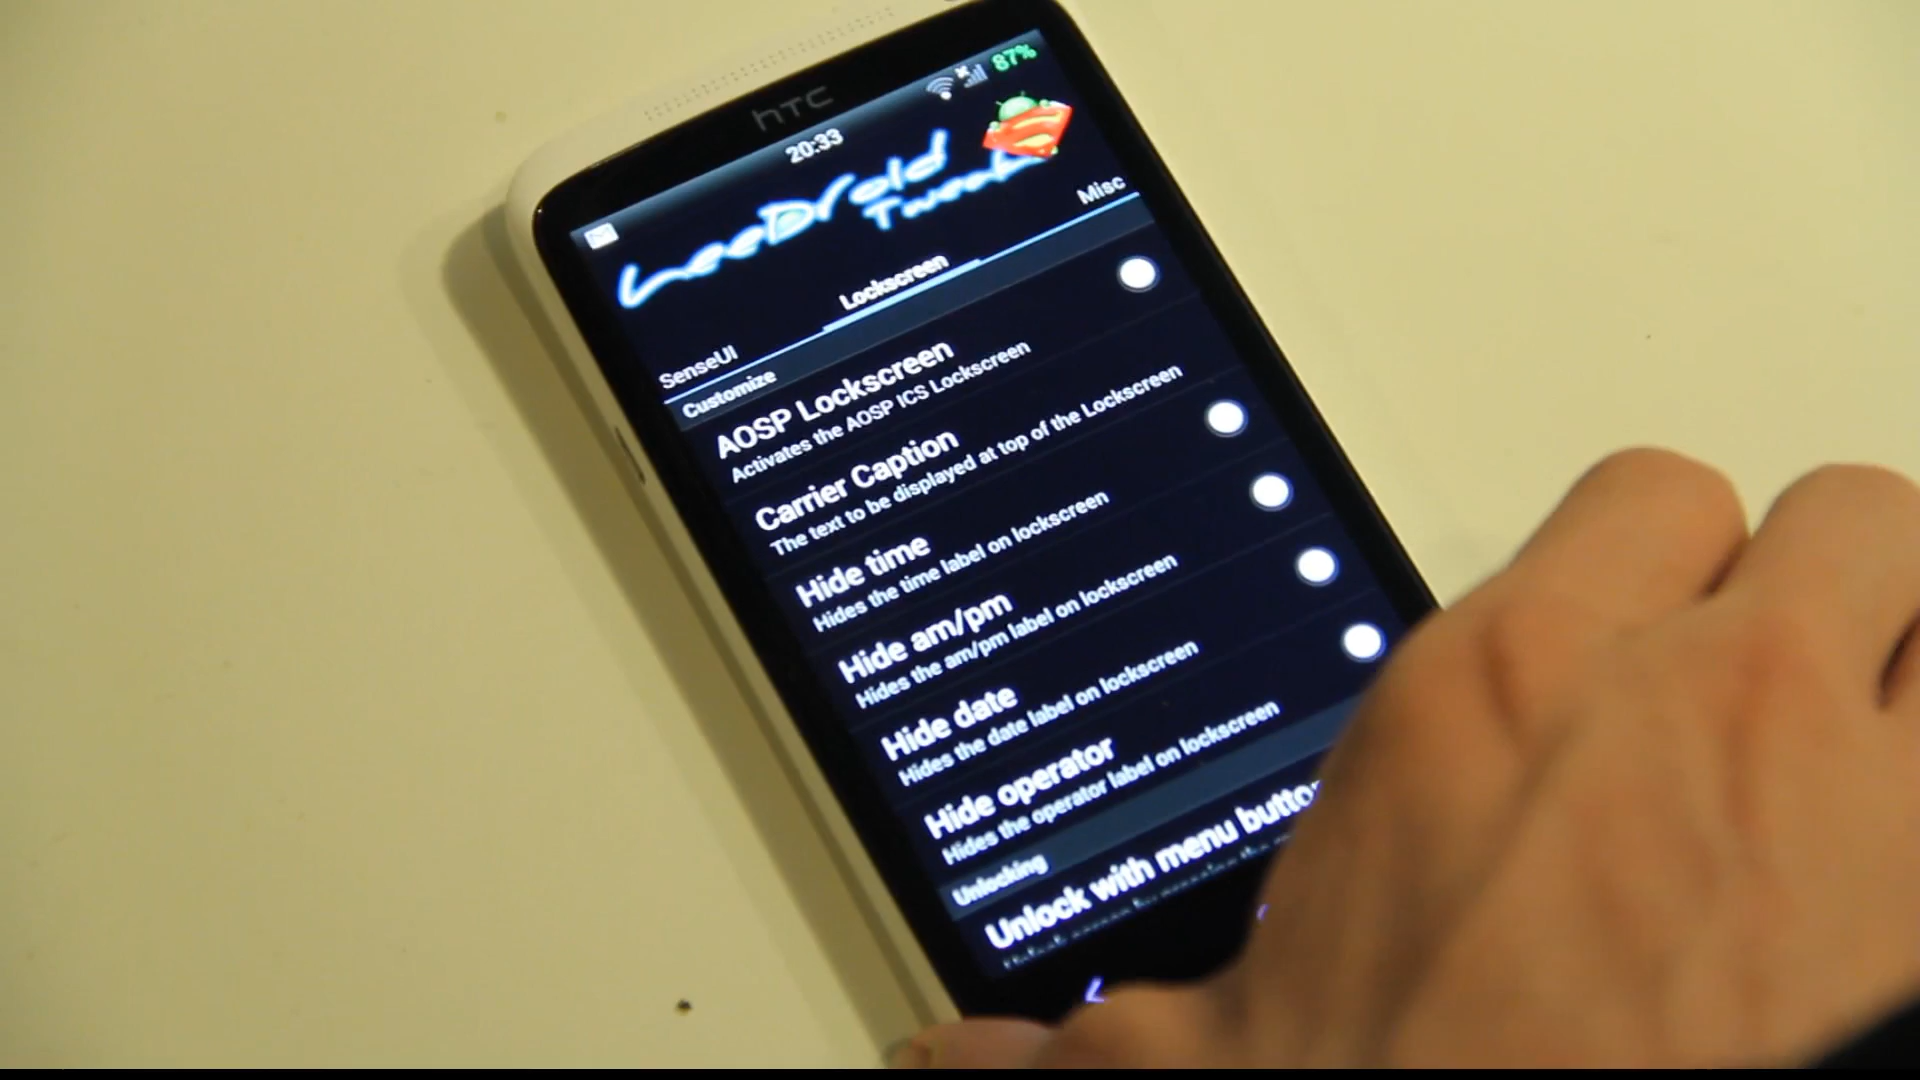 hTC
20:33
87%
LeeDroid
Tweaks
SenseUI
Lockscreen
Misc
Customize
AOSP Lockscreen
Activates the AOSP ICS Lockscreen
Carrier Caption
The text to be displayed at top of the Lockscreen
Hide time
Hides the time label on lockscreen
Hide am/pm
Hides the am/pm label on lockscreen
Hide date
Hides the date label on lockscreen
Hide operator
Hides the operator label on lockscreen
Unlocking
Unlock with menu button